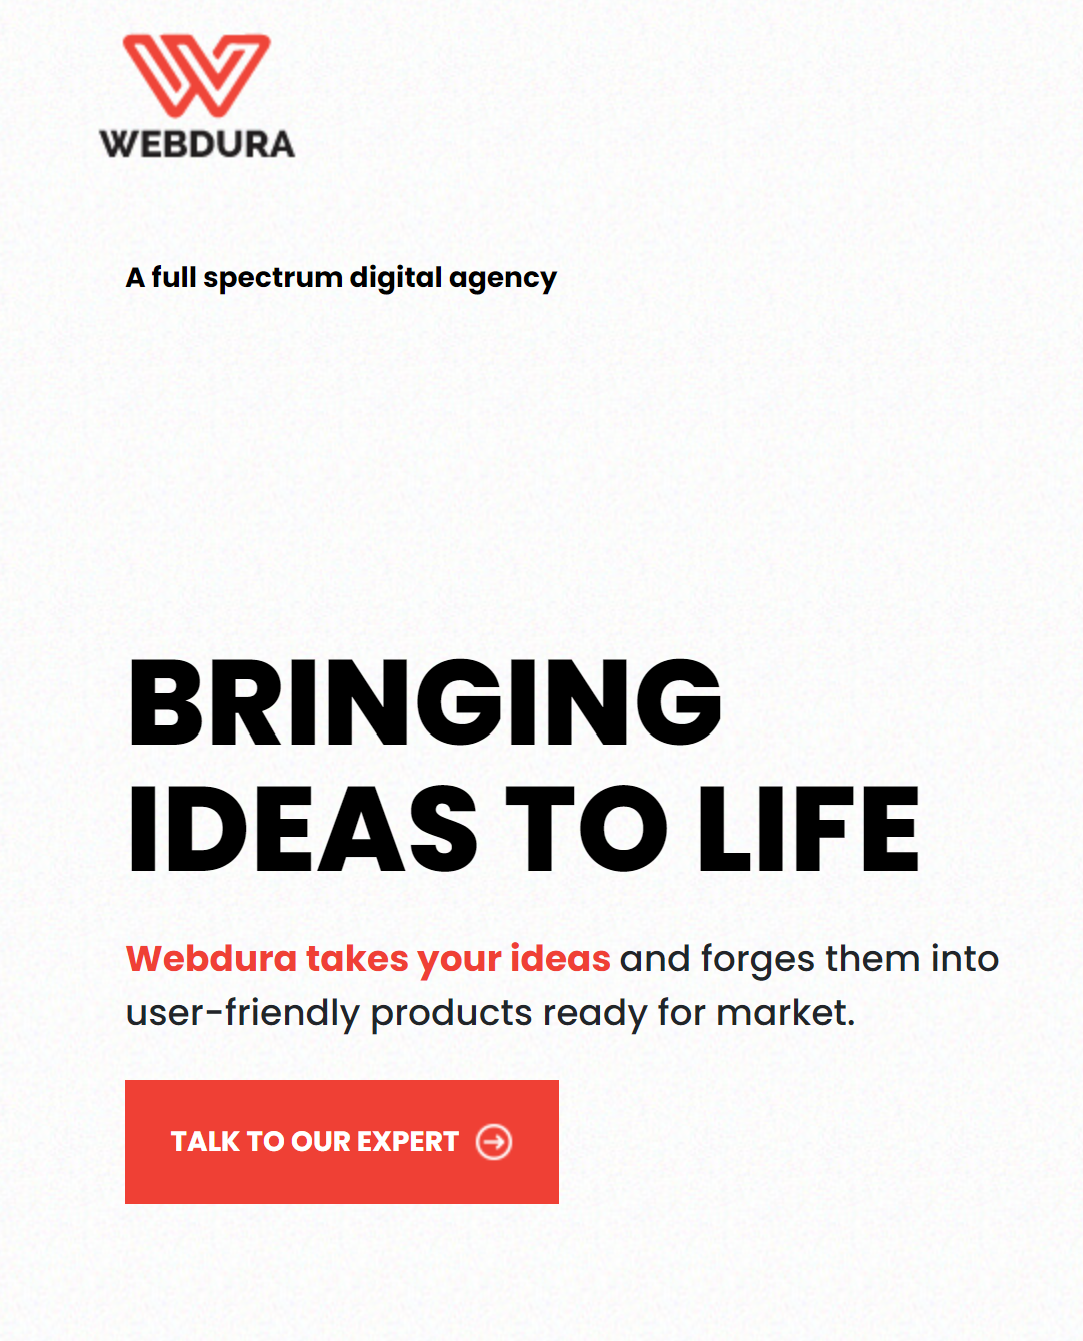 WEBDURA
A full spectrum digital agency
BRINGING
IDEAS TO LIFE
Webdura takes your ideas and forges them into
user-friendly products ready for market.
TALK TO OUR EXPERT